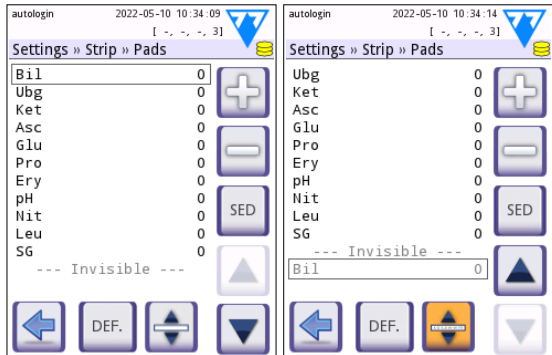 autologin 2022-05-10 10:34:09
[ -, -, -, 3]
Settings » Strip » Pads
Bil 0
Ubg 0
Ket 0
Asc 0
Glu 0
Pro 0
Ery 0
pH 0
Nit 0
Leu 0
SG 0
--- Invisible ---
SED
DEF.
autologin 2022-05-10 10:34:14
[ -, -, -, 3]
Settings » Strip » Pads
Ubg 0
Ket 0
Asc 0
Glu 0
Pro 0
Ery 0
pH 0
Nit 0
Leu 0
SG 0
--- Invisible ---
Bil 0
SED
DEF.